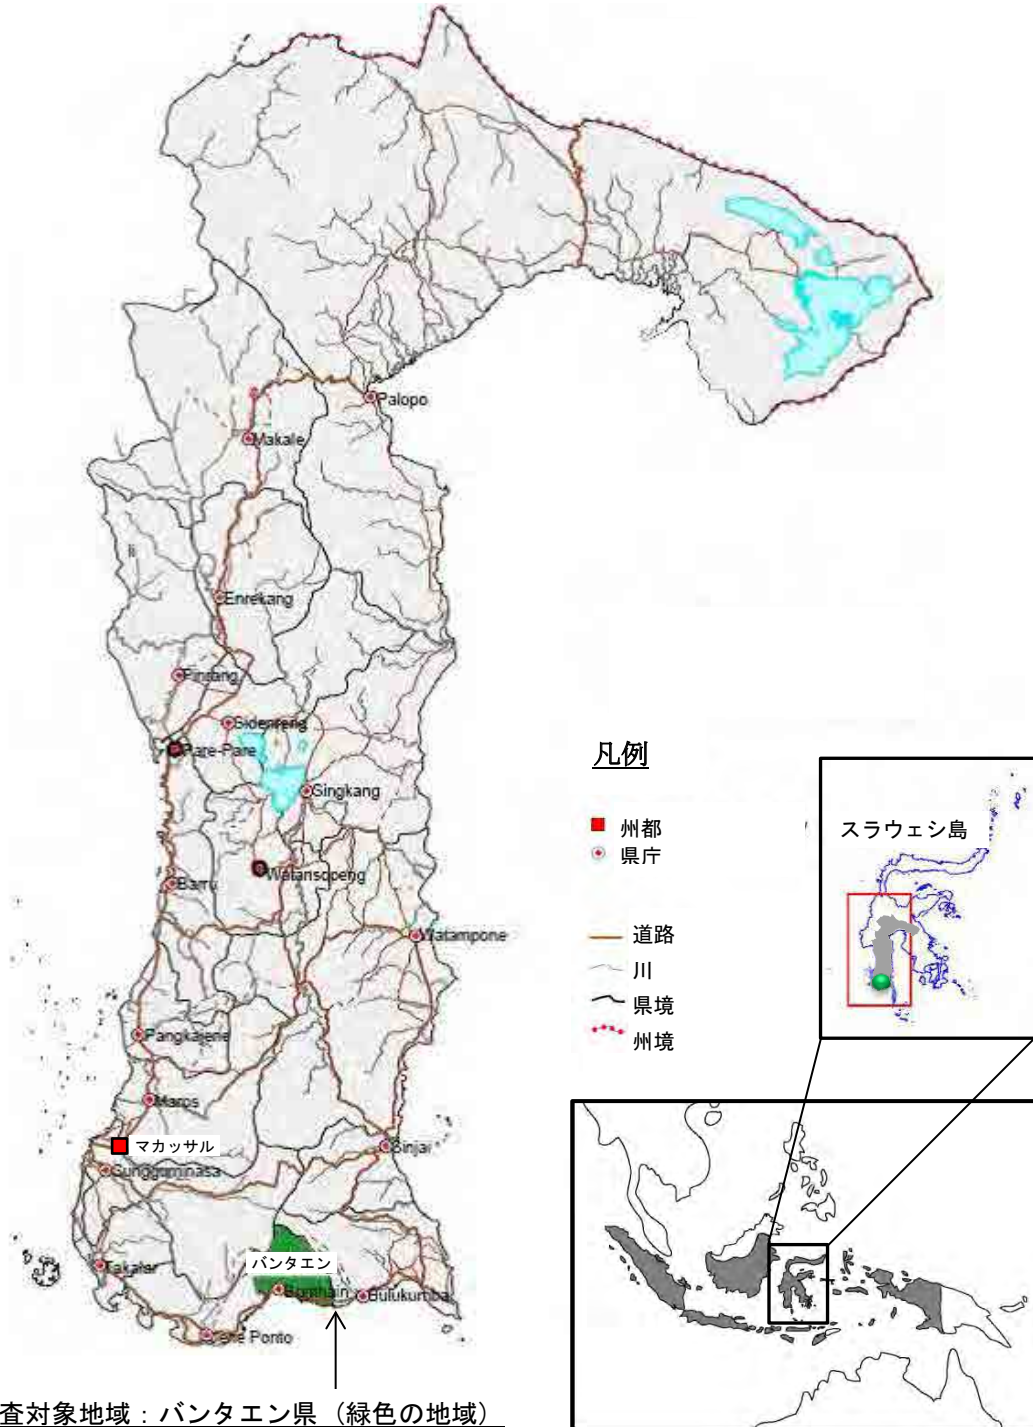 Palopo
Makale
Enrekang
Pinrang
Sidenreng
Pare-Pare
Singkang
Watansopeng
Barru
Watampone
Pangkajene
Maros
マカッサル
Sungguminasa
Sinjai
バンタエン
Takalar
Bonthain
Bulukumba
Jene Ponto
査対象地域：バンタエン県（緑色の地域）
凡例
州都
県庁
道路
川
県境
州境
スラウェシ島